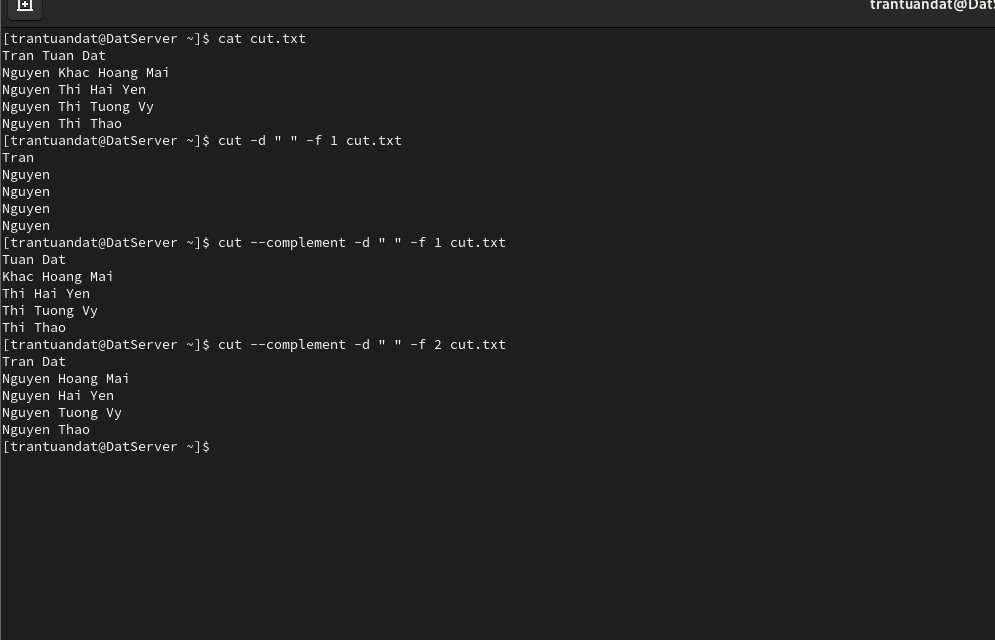 trantuandat@Dat
[trantuandat@DatServer ~]$ cat cut.txt
Tran Tuan Dat
Nguyen Khac Hoang Mai
Nguyen Thi Hai Yen
Nguyen Thi Tuong Vy
Nguyen Thi Thao
[trantuandat@DatServer ~]$ cut -d " " -f 1 cut.txt
Tran
Nguyen
Nguyen
Nguyen
Nguyen
[trantuandat@DatServer ~]$ cut --complement -d " " -f 1 cut.txt
Tuan Dat
Khac Hoang Mai
Thi Hai Yen
Thi Tuong Vy
Thi Thao
[trantuandat@DatServer ~]$ cut --complement -d " " -f 2 cut.txt
Tran Dat
Nguyen Hoang Mai
Nguyen Hai Yen
Nguyen Tuong Vy
Nguyen Thao
[trantuandat@DatServer ~]$